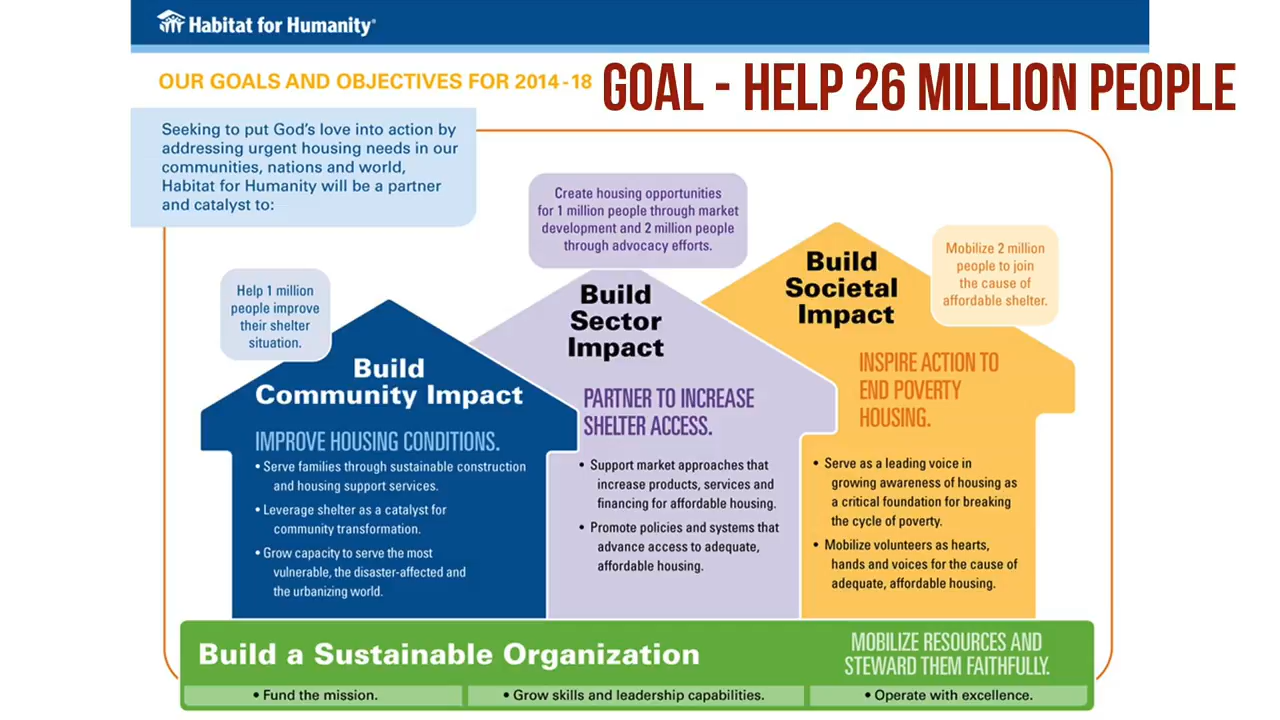 Habitat for Humanity®
OUR GOALS AND OBJECTIVES FOR 2014-18
GOAL - HELP 26 MILLION PEOPLE
Seeking to put God's love into action by
addressing urgent housing needs in our
communities, nations and world,
Habitat for Humanity will be a partner
and catalyst to:
Help 1 million
people improve
their shelter
situation.
Build
Community Impact
IMPROVE HOUSING CONDITIONS.
• Serve families through sustainable construction
and housing support services.
• Leverage shelter as a catalyst for
community transformation.
• Grow capacity to serve the most
vulnerable, the disaster-affected and
the urbanizing world.
Create housing opportunities
for 1 million people through market
development and 2 million people
through advocacy efforts.
Build
Sector
Impact
PARTNER TO INCREASE
SHELTER ACCESS.
• Support market approaches that
increase products, services and
financing for affordable housing.
• Promote policies and systems that
advance access to adequate,
affordable housing.
Mobilize 2 million
people to join
the cause of
affordable shelter.
Build
Societal
Impact
INSPIRE ACTION TO
END POVERTY
HOUSING.
• Serve as a leading voice in
growing awareness of housing as
a critical foundation for breaking
the cycle of poverty.
• Mobilize volunteers as hearts,
hands and voices for the cause of
adequate, affordable housing.
Build a Sustainable Organization
MOBILIZE RESOURCES AND
STEWARD THEM FAITHFULLY.
• Fund the mission.
• Grow skills and leadership capabilities.
• Operate with excellence.